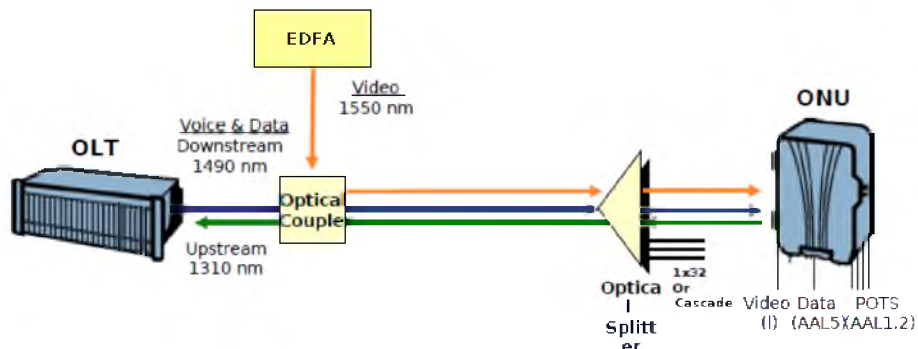 EDFA
Video
1550 nm
ONU
Voice & Data
Downstream
1490 nm
OLT
Optical
Couple
Upstream
1310 nm
Optica
l
Splitt
er
1x32
Or
Cascade
Video Data POTS
(l) (AAL5)(AAL1,2)